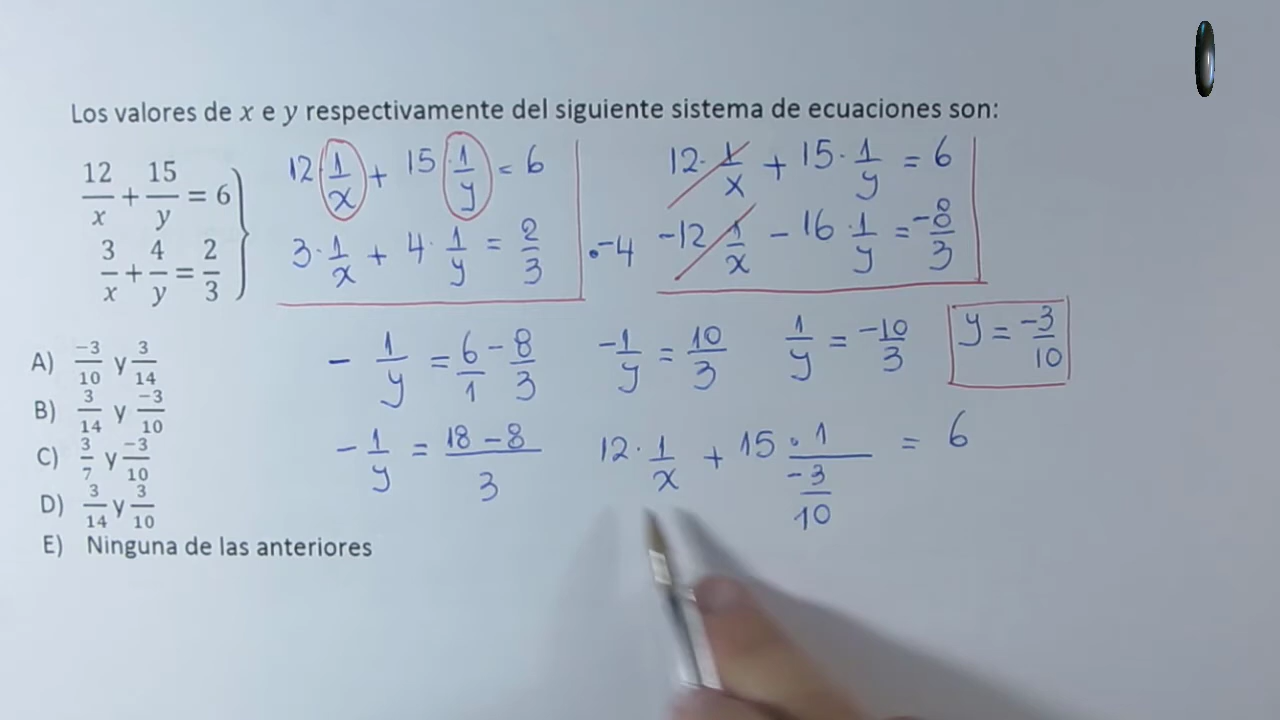 Los valores de x e y respectivamente del siguiente sistema de ecuaciones son:
12/x + 15/y = 6
3/x + 4/y = 2/3
12 · 1/x + 15 · 1/y = 6
3 · 1/x + 4 · 1/y = 2/3 · -4
12 · 1/x + 15 · 1/y = 6
-12 · 1/x - 16 · 1/y = -8/3
A) -3/10 y 3/14
B) 3/14 y -3/10
C) 3/7 y -3/10
D) 3/14 y 3/10
E) Ninguna de las anteriores
- 1/y = 6/1 - 8/3
-1/y = 10/3
1/y = -10/3
y = -3/10
- 1/y = 18 - 8/3
12 · 1/x + 15 · 1/-3/10 = 6